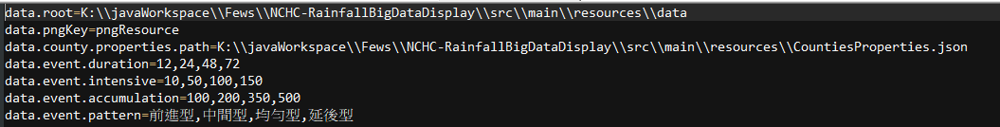 data.root=K:\\javaWorkspace\\Fews\\NCHC-RainfallBigDataDisplay\\src\\main\\resources\\data
data.pngKey=pngResource
data.county.properties.path=K:\\javaWorkspace\\Fews\\NCHC-RainfallBigDataDisplay\\src\\main\\resources\\CountiesProperties.json
data.event.duration=12,24,48,72
data.event.intensive=10,50,100,150
data.event.accumulation=100,200,350,500
data.event.pattern=前進型,中間型,均勻型,延後型